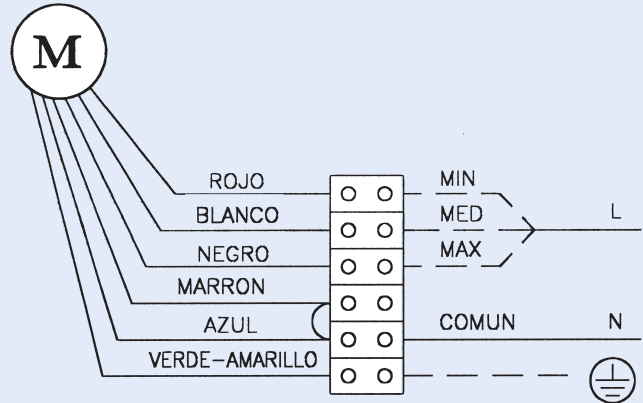 M
ROJO MIN
BLANCO MED L
NEGRO MAX
MARRON
AZUL COMUN N
VERDE-AMARILLO